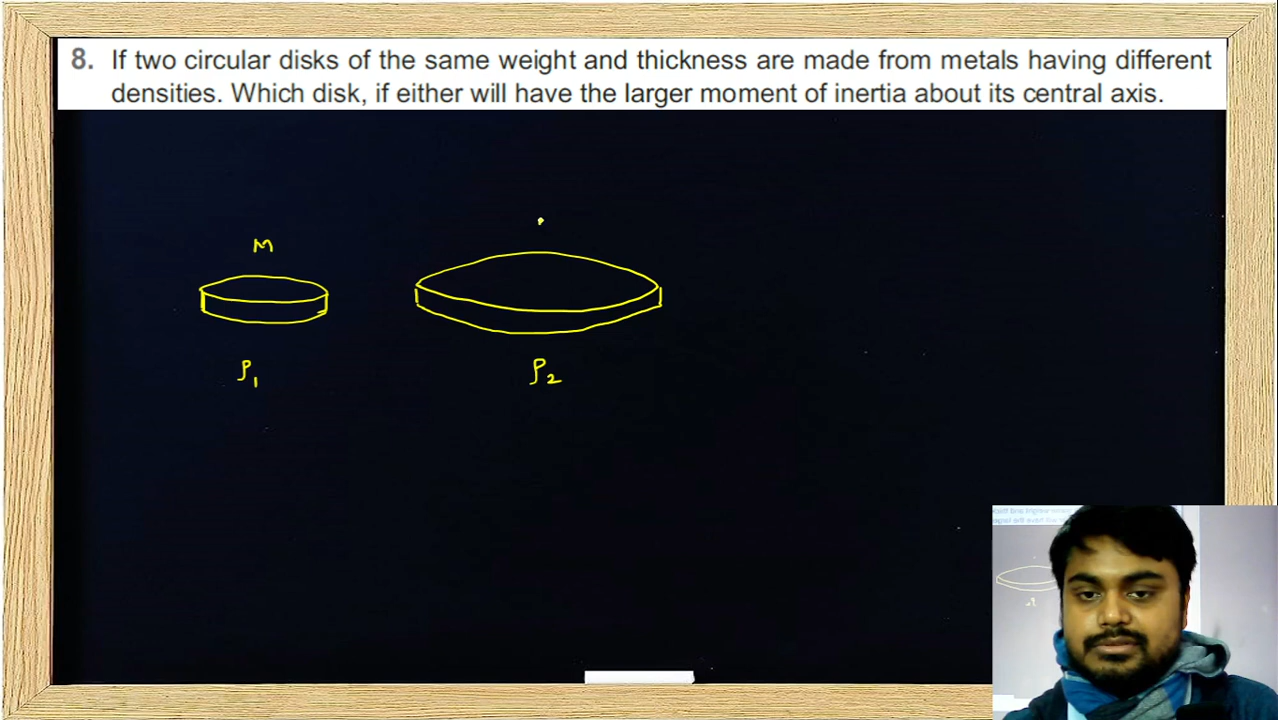 8. If two circular disks of the same weight and thickness are made from metals having different
densities. Which disk, if either will have the larger moment of inertia about its central axis.
M
ρ₁ ρ₂